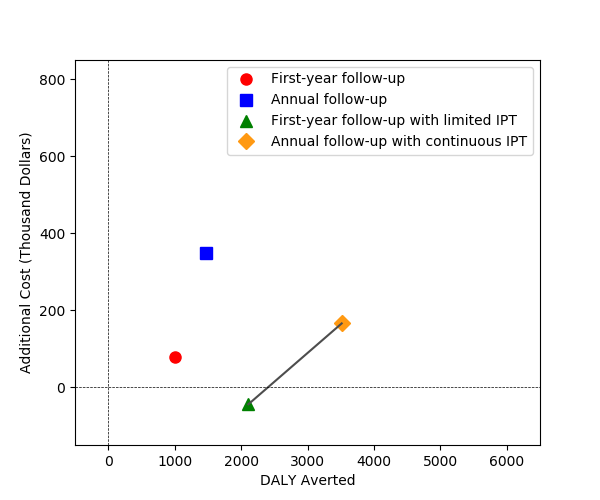 First-year follow-up
Annual follow-up
First-year follow-up with limited IPT
Annual follow-up with continuous IPT
Additional Cost (Thousand Dollars)
800
600
400
200
0
0 1000 2000 3000 4000 5000 6000
DALY Averted